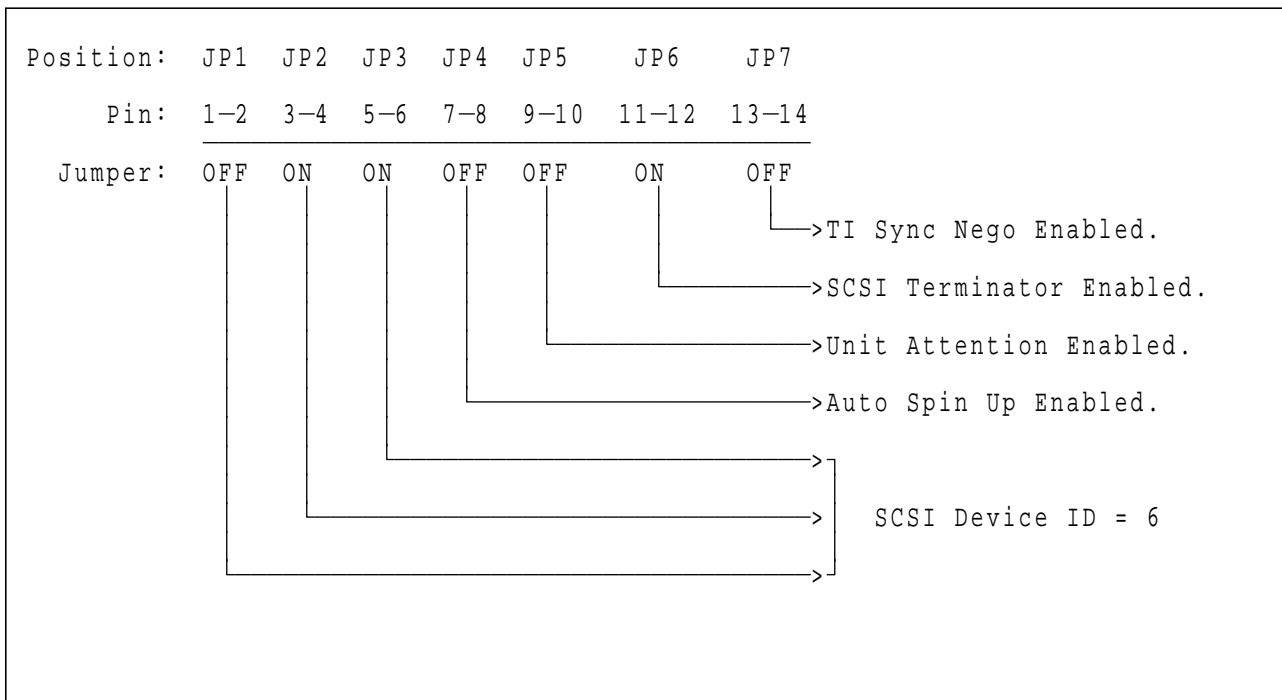 Position: JP1 JP2 JP3 JP4 JP5 JP6 JP7
Pin: 1—2 3—4 5—6 7—8 9—10 11—12 13—14
Jumper: OFF ON ON OFF OFF ON OFF
>TI Sync Nego Enabled.
>SCSI Terminator Enabled.
>Unit Attention Enabled.
>Auto Spin Up Enabled.
>
> SCSI Device ID = 6
>